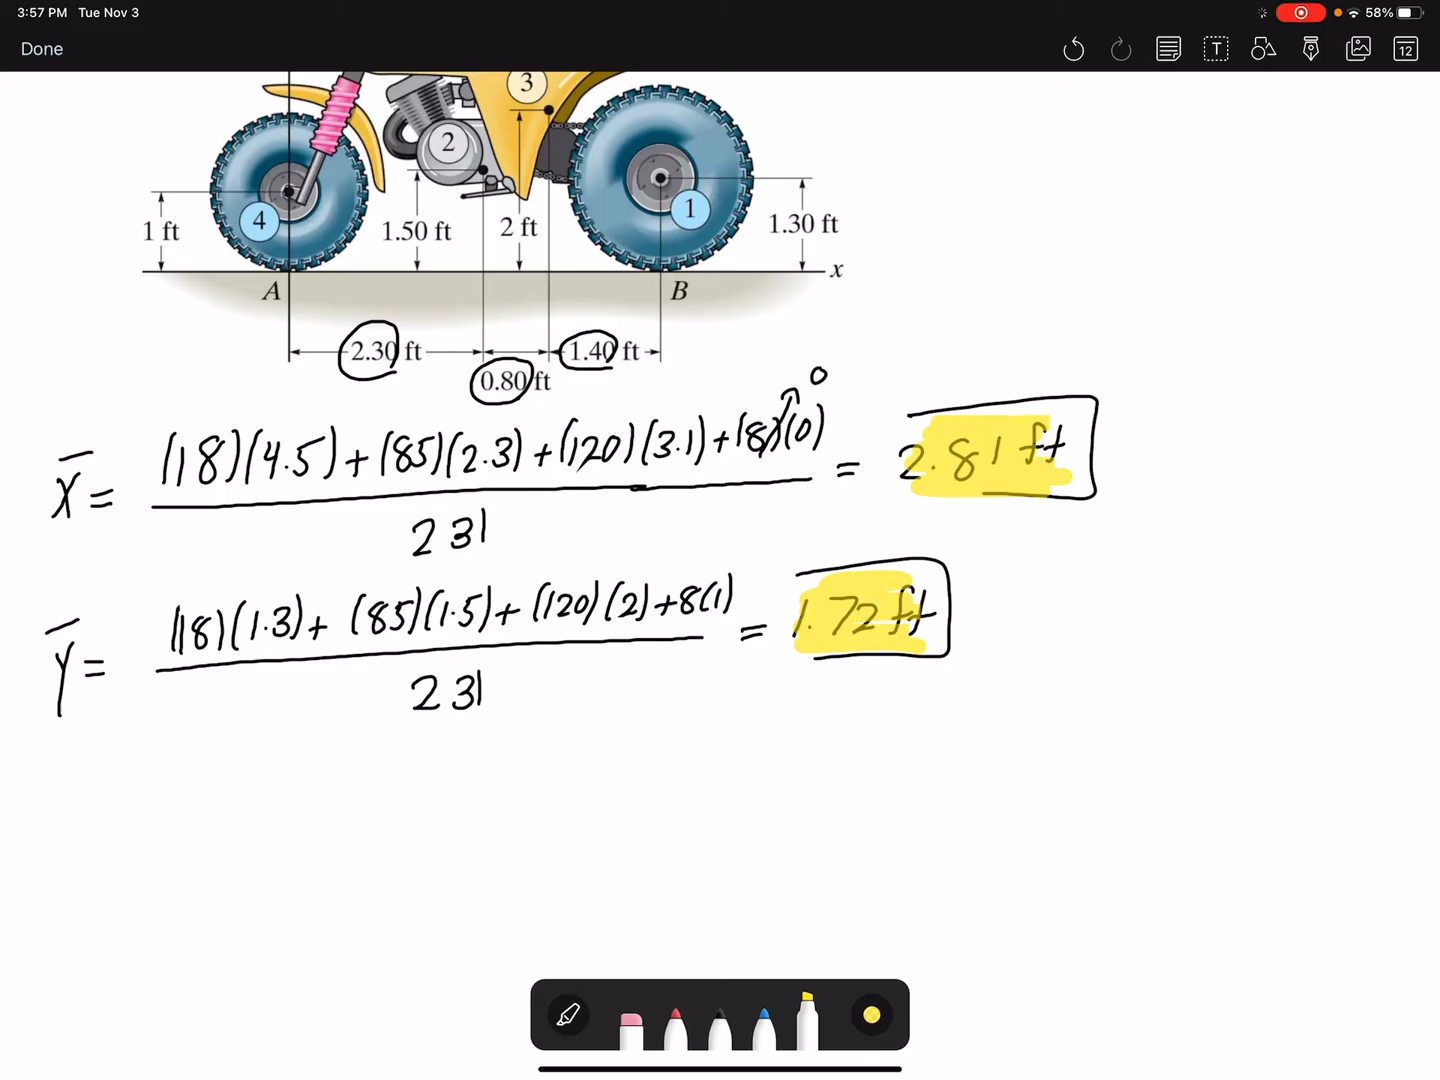 3:57 PM Tue Nov 3
58%
Done
T
12
3
2
4
1
1 ft
1.50 ft
2 ft
1.30 ft
x
A
B
2.30 ft
1.40 ft
0.80 ft
0
(18)(4.5) + (85)(2.3) + (120)(3.1) + (8)(0)
X̄ = = 2.81 ft
231
(18)(1.3) + (85)(1.5) + (120)(2) + 8(1)
Ȳ = = 1.72 ft
231